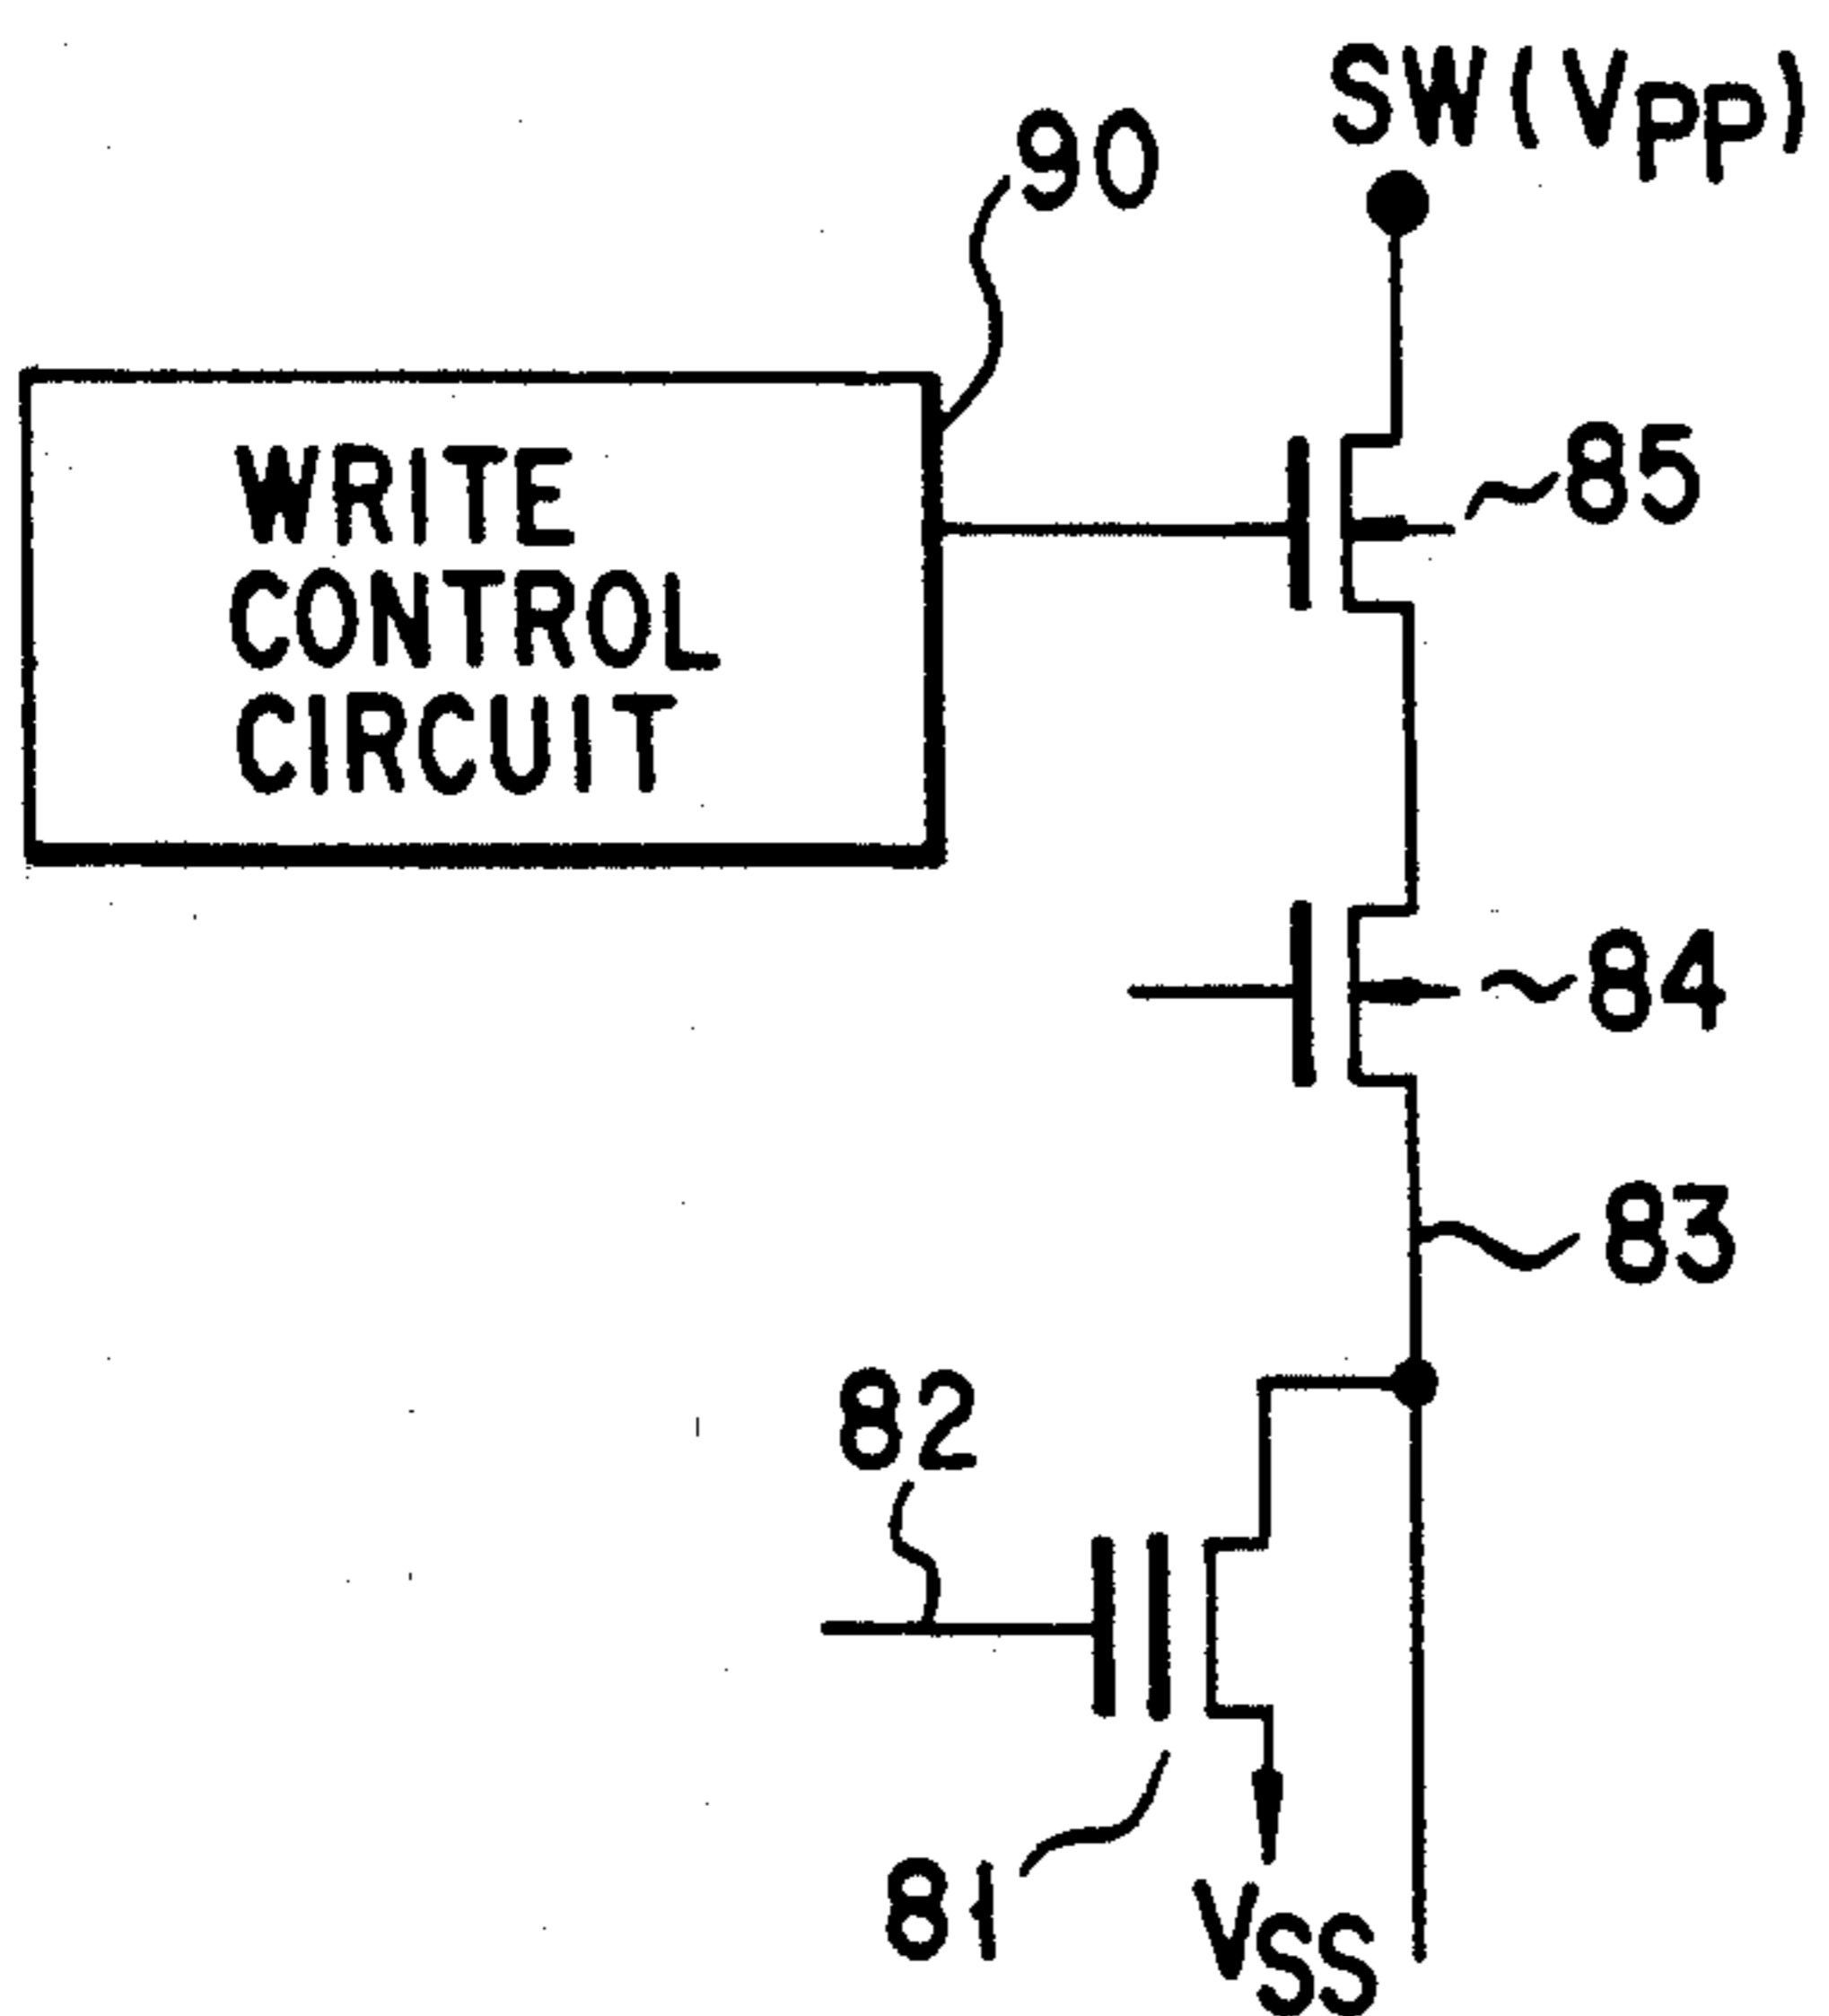 SW(VPP)
90
WRITE
CONTROL
CIRCUIT
85
84
83
82
81
VSS